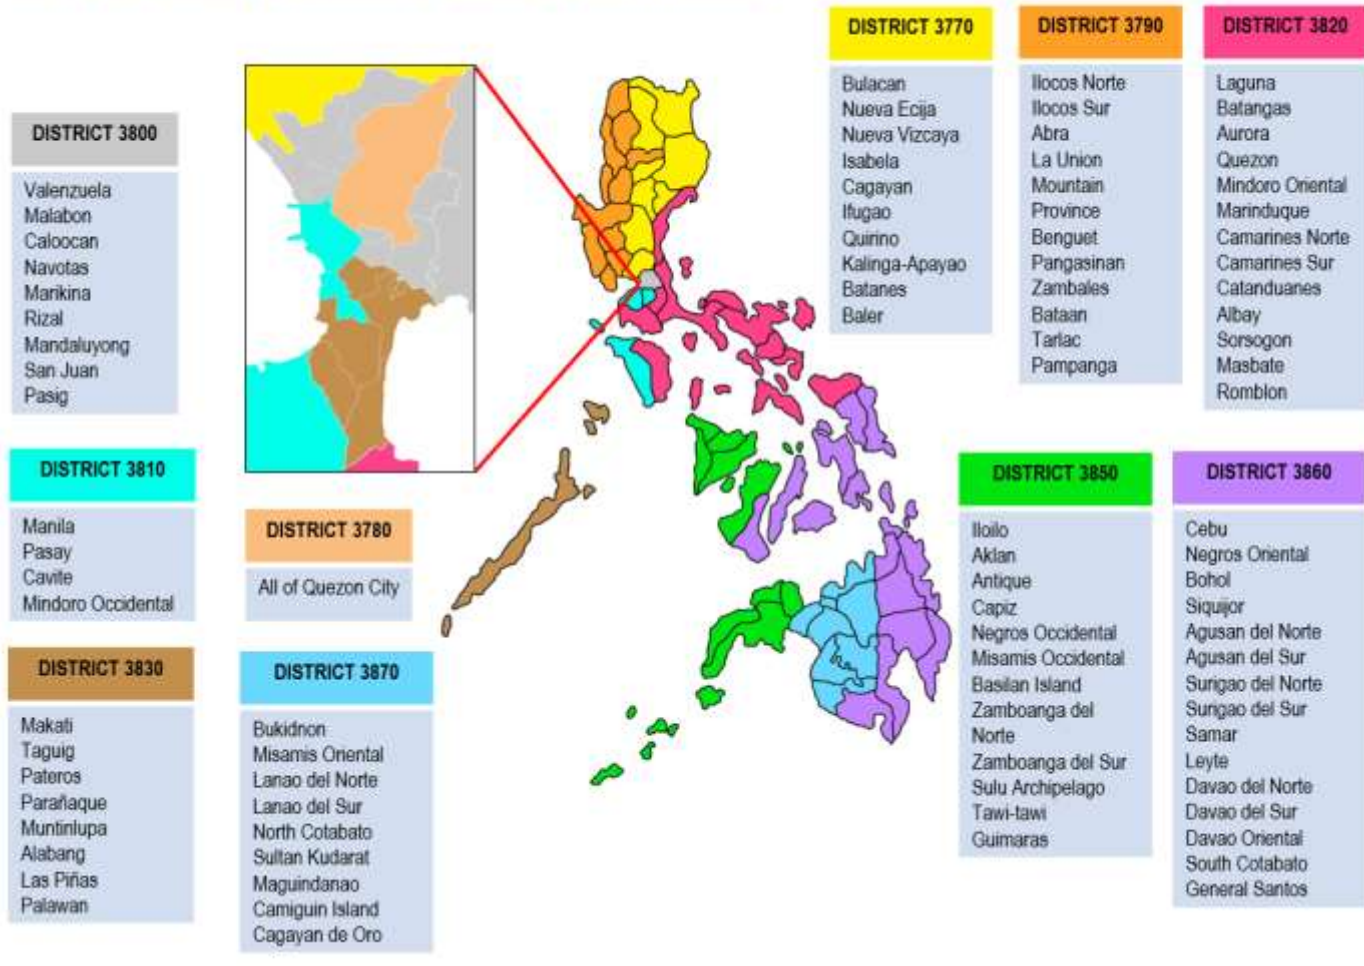 DISTRICT 3800
Valenzuela
Malabon
Caloocan
Navotas
Marikina
Rizal
Mandaluyong
San Juan
Pasig
DISTRICT 3810
Manila
Pasay
Cavite
Mindoro Occidental
DISTRICT 3830
Makati
Taguig
Pateros
Parañaque
Muntinlupa
Alabang
Las Piñas
Palawan
DISTRICT 3780
All of Quezon City
DISTRICT 3870
Bukidnon
Misamis Oriental
Lanao del Norte
Lanao del Sur
North Cotabato
Sultan Kudarat
Maguindanao
Camiguin Island
Cagayan de Oro
DISTRICT 3770
Bulacan
Nueva Ecija
Nueva Vizcaya
Isabela
Cagayan
Ifugao
Quirino
Kalinga-Apayao
Batanes
Baler
DISTRICT 3790
Ilocos Norte
Ilocos Sur
Abra
La Union
Mountain
Province
Benguet
Pangasinan
Zambales
Bataan
Tarlac
Pampanga
DISTRICT 3820
Laguna
Batangas
Aurora
Quezon
Mindoro Oriental
Marinduque
Camarines Norte
Camarines Sur
Catanduanes
Albay
Sorsogon
Masbate
Romblon
DISTRICT 3850
Iloilo
Aklan
Antique
Capiz
Negros Occidental
Misamis Occidental
Basilan Island
Zamboanga del
Norte
Zamboanga del Sur
Sulu Archipelago
Tawi-tawi
Guimaras
DISTRICT 3860
Cebu
Negros Oriental
Bohol
Siquijor
Agusan del Norte
Agusan del Sur
Surigao del Norte
Surigao del Sur
Samar
Leyte
Davao del Norte
Davao del Sur
Davao Oriental
South Cotabato
General Santos